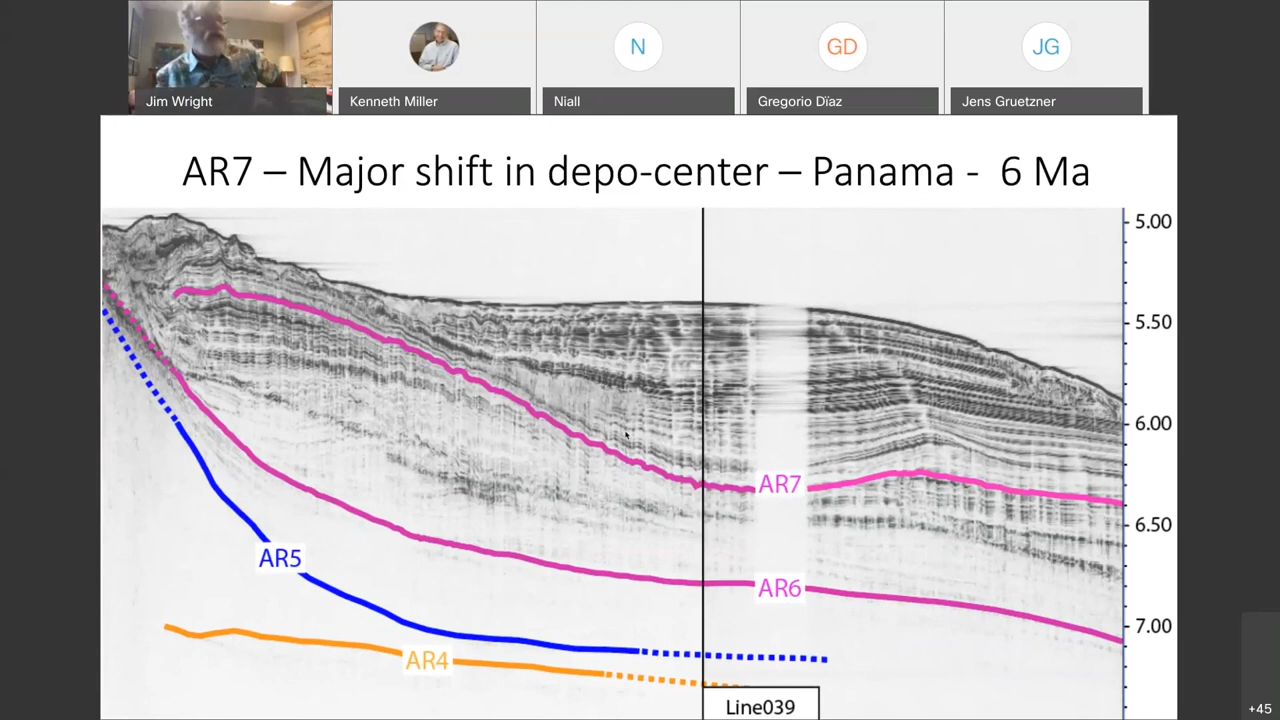 Jim Wright
Kenneth Miller
N
Niall
GD
Gregorio Dïaz
JG
Jens Gruetzner
AR7 – Major shift in depo-center – Panama - 6 Ma
5.00
5.50
6.00
AR7
6.50
AR5
AR6
7.00
AR4
Line039
+45